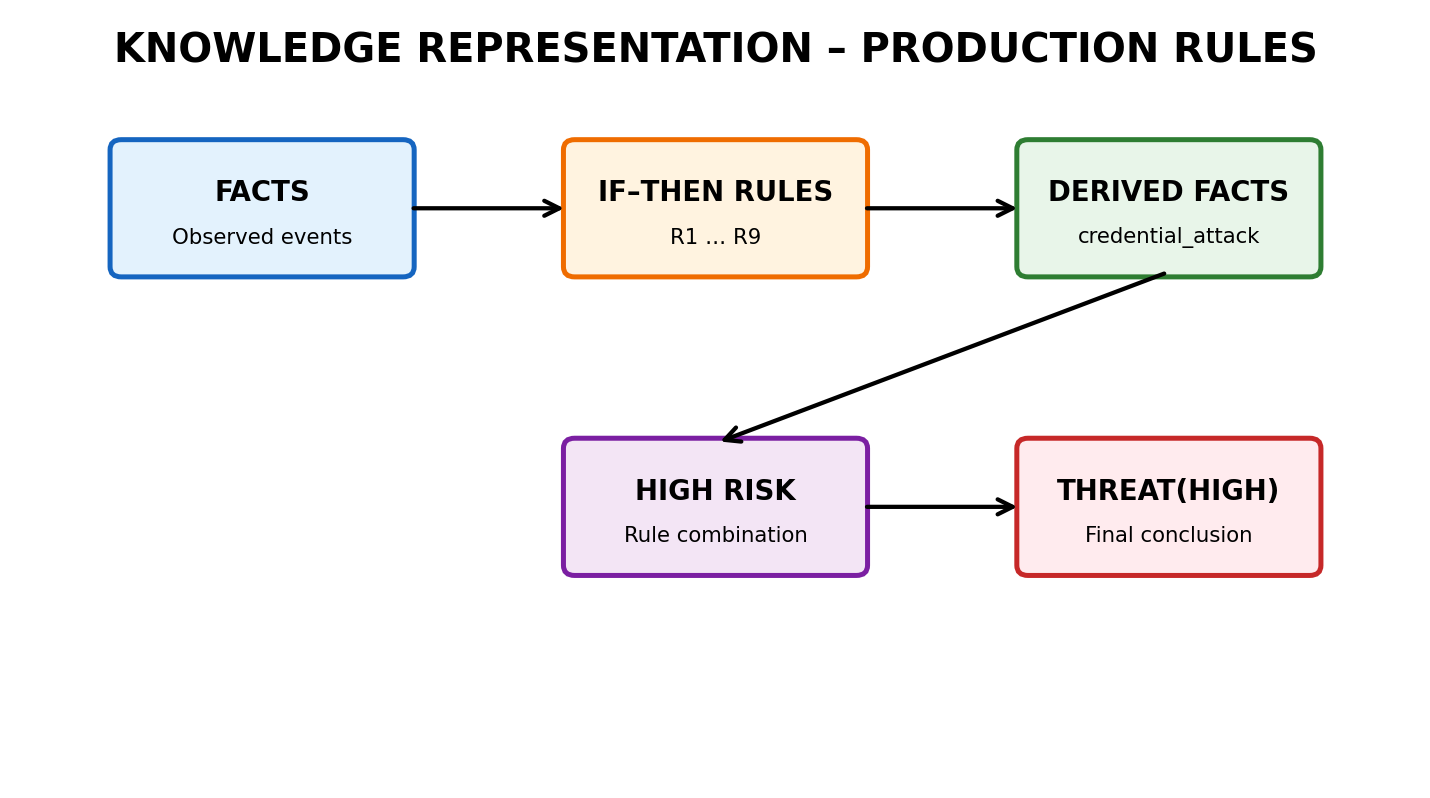 KNOWLEDGE REPRESENTATION – PRODUCTION RULES
FACTS
Observed events
IF–THEN RULES
R1 ... R9
DERIVED FACTS
credential_attack
HIGH RISK
Rule combination
THREAT(HIGH)
Final conclusion